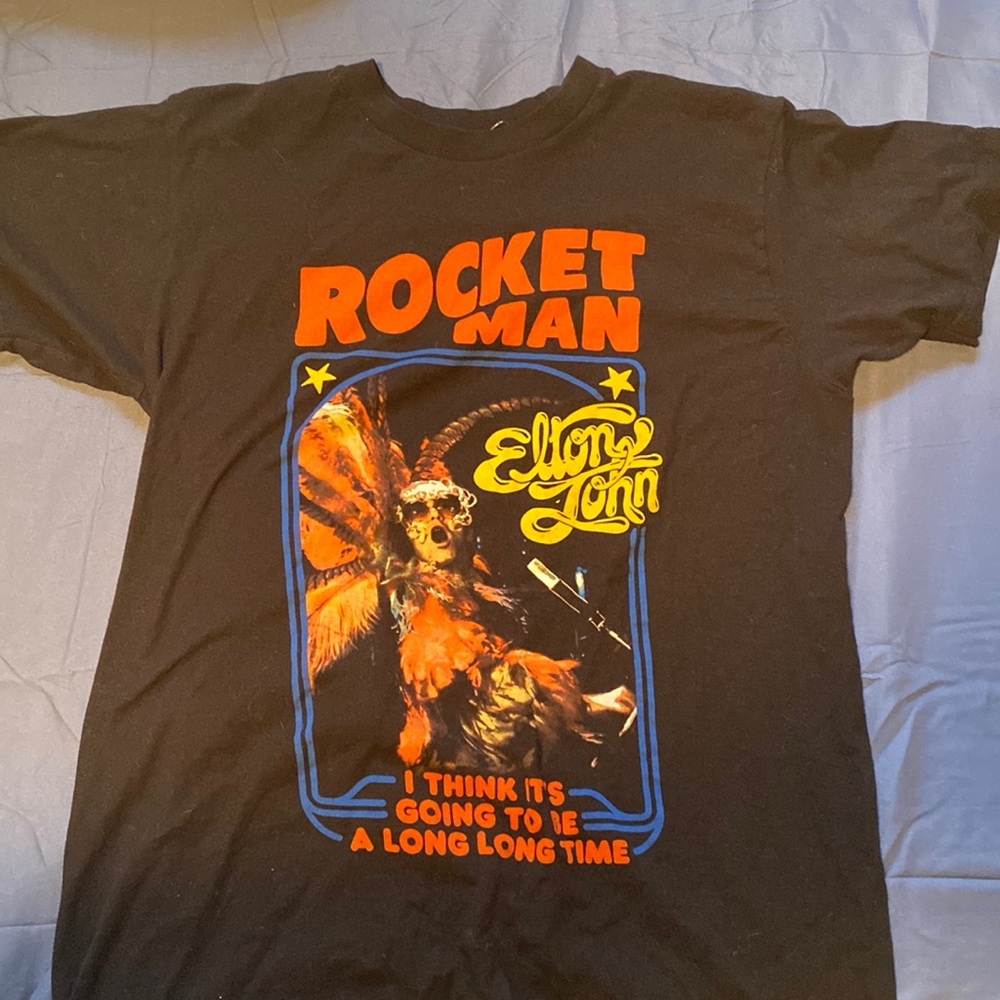 ROCKET
MAN
Elton
John
I THINK ITS
GOING TO BE
A LONG LONG TIME